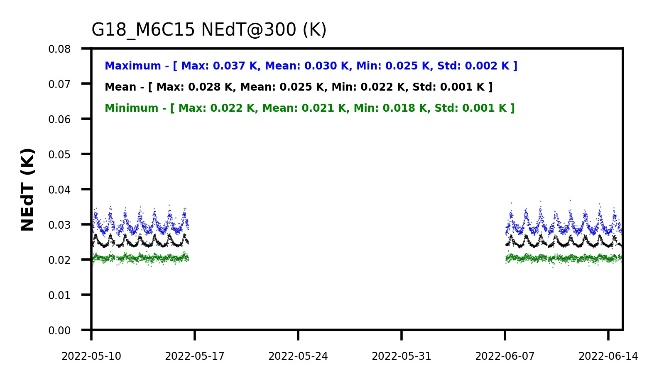 G18_M6C15 NEdT@300 (K)
0.08
Maximum - [ Max: 0.037 K, Mean: 0.030 K, Min: 0.025 K, Std: 0.002 K ]
0.07
Mean - [ Max: 0.028 K, Mean: 0.025 K, Min: 0.022 K, Std: 0.001 K ]
Minimum - [ Max: 0.022 K, Mean: 0.021 K, Min: 0.018 K, Std: 0.001 K ]
0.06
0.05
NEdT (K)
0.04
0.03
0.02
0.01
0.00
2022-05-10 2022-05-17 2022-05-24 2022-05-31 2022-06-07 2022-06-14